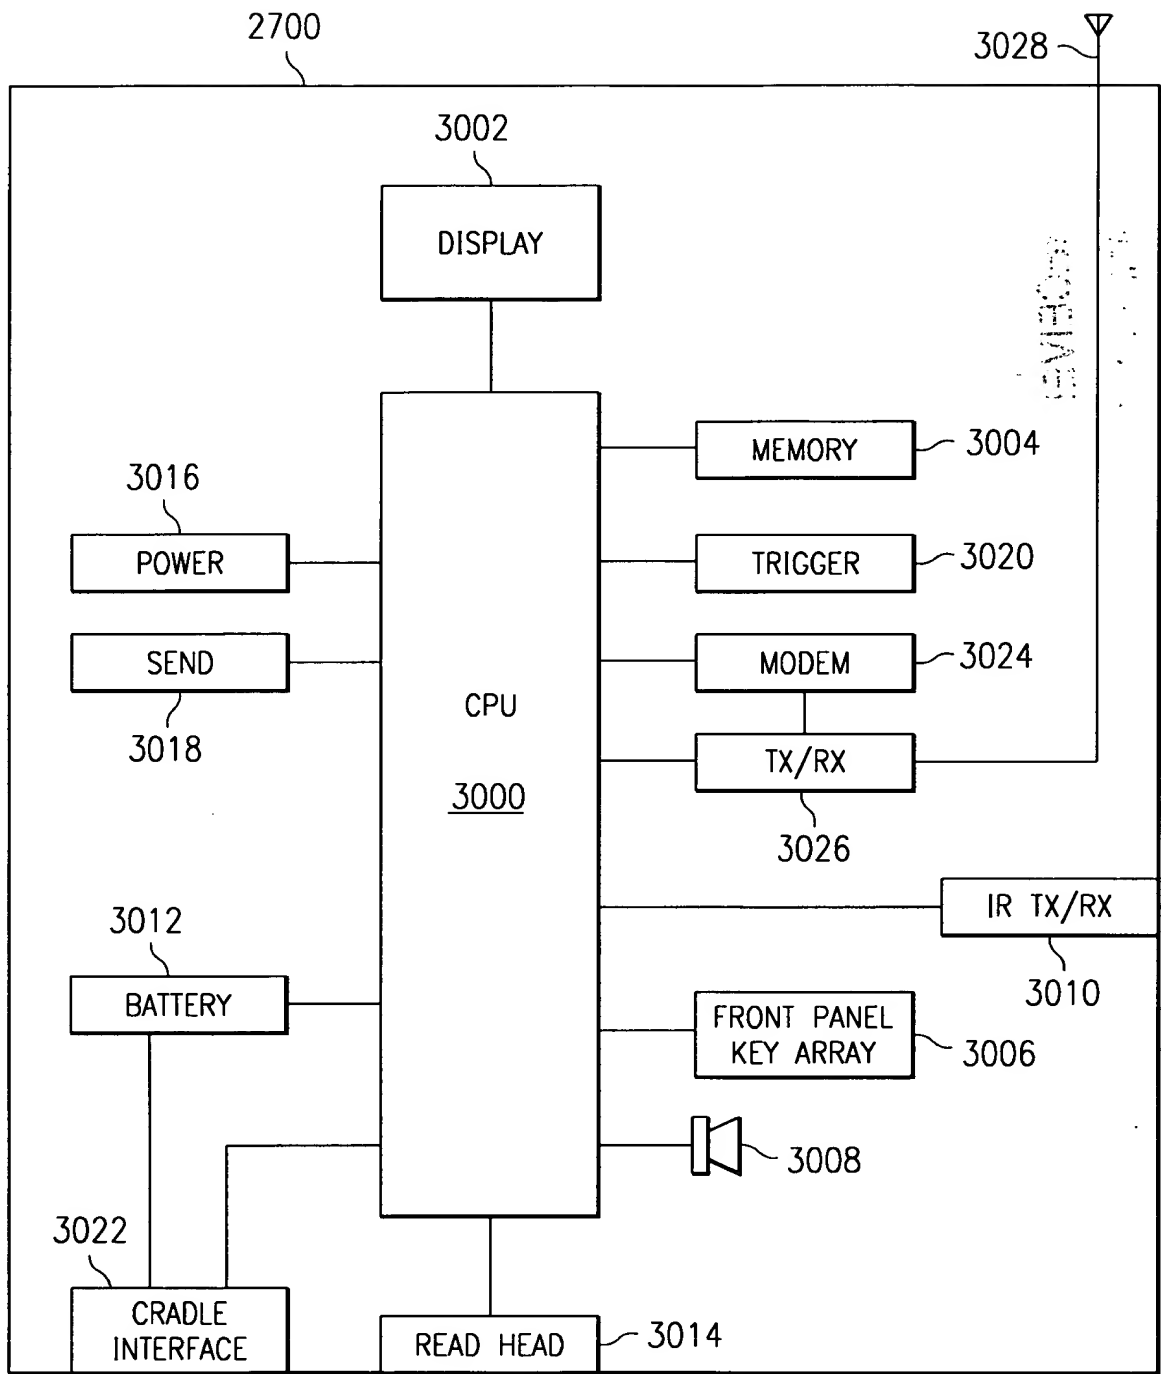 2700
3028
3002
DISPLAY
MEMORY
3004
3016
POWER
TRIGGER
3020
SEND
3018
MODEM
3024
CPU
3000
TX/RX
3026
IR TX/RX
3010
3012
BATTERY
FRONT PANEL
KEY ARRAY
3006
3008
3022
CRADLE
INTERFACE
READ HEAD
3014